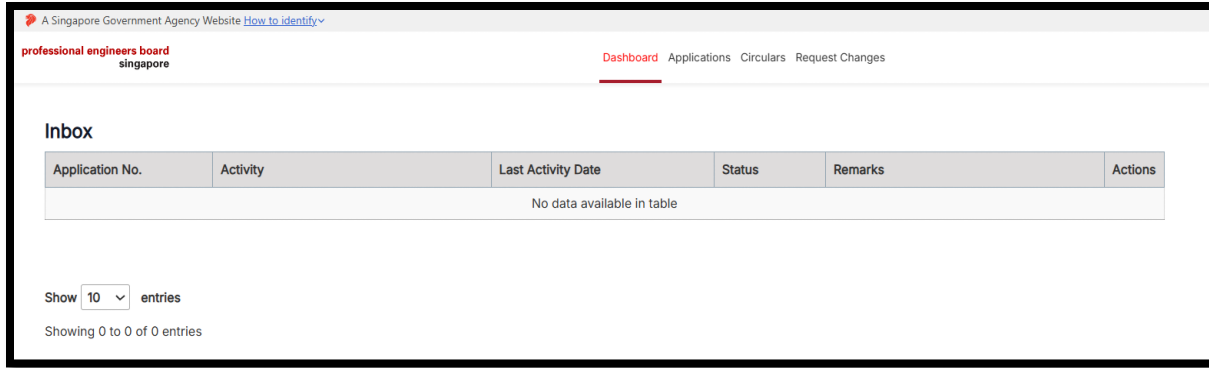 A Singapore Government Agency Website How to identify
professional engineers board
singapore
Dashboard Applications Circulars Request Changes
Inbox
Application No. Activity Last Activity Date Status Remarks Actions
No data available in table
Show 10 entries
Showing 0 to 0 of 0 entries